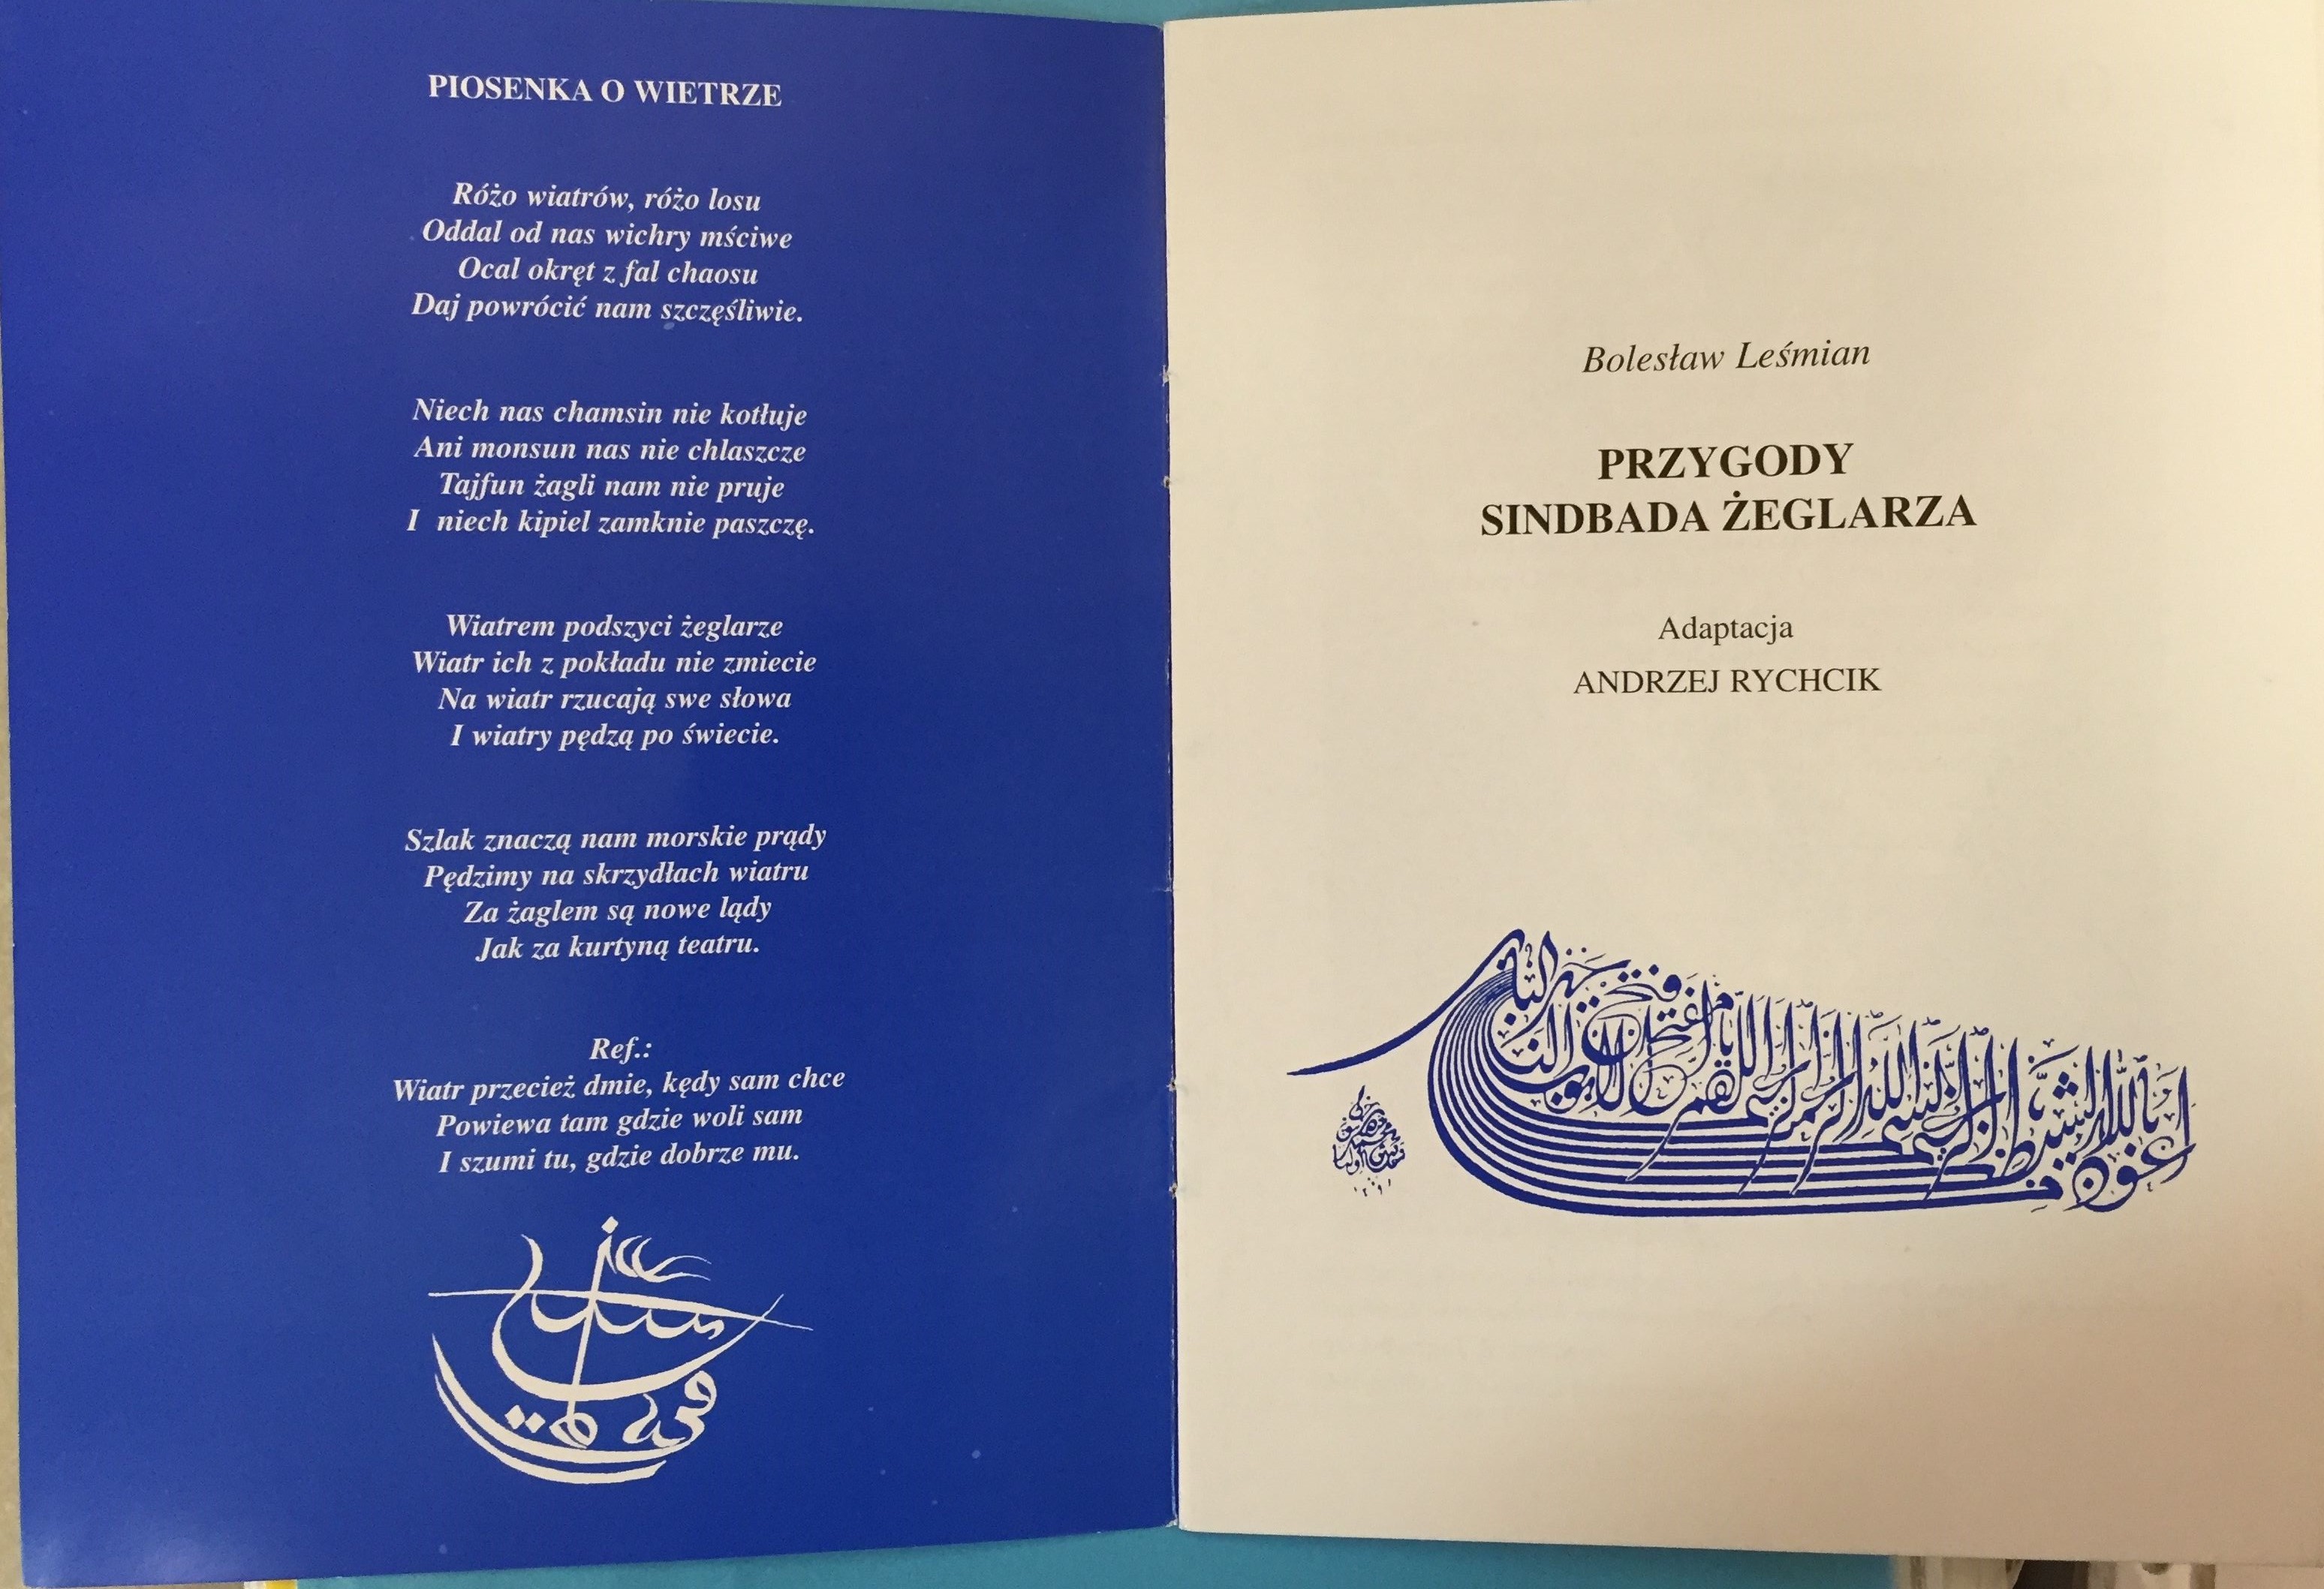 PIOSENKA O WIETRZE
Różo wiatrów, różo losu
Oddal od nas wichry mściwe
Ocal okręt z fal chaosu
Daj powrócić nam szczęśliwie.
Niech nas chamsin nie kotłuje
Ani monsun nas nie chlaszcze
Tajfun żagli nam nie pruje
I niech kipiel zamknie paszczę.
Wiatrem podszyci żeglarze
Wiatr ich z pokładu nie zmiecie
Na wiatr rzucają swe słowa
I wiatry pędzą po świecie.
Szlak znaczą nam morskie prądy
Pędzimy na skrzydłach wiatru
Za żaglem są nowe lądy
Jak za kurtyną teatru.
Ref.:
Wiatr przecież dmie, kędy sam chce
Powiewa tam gdzie woli sam
I szumi tu, gdzie dobrze mu.
Bolesław Leśmian
PRZYGODY
SINDBADA ŻEGLARZA
Adaptacja
ANDRZEJ RYCHCIK